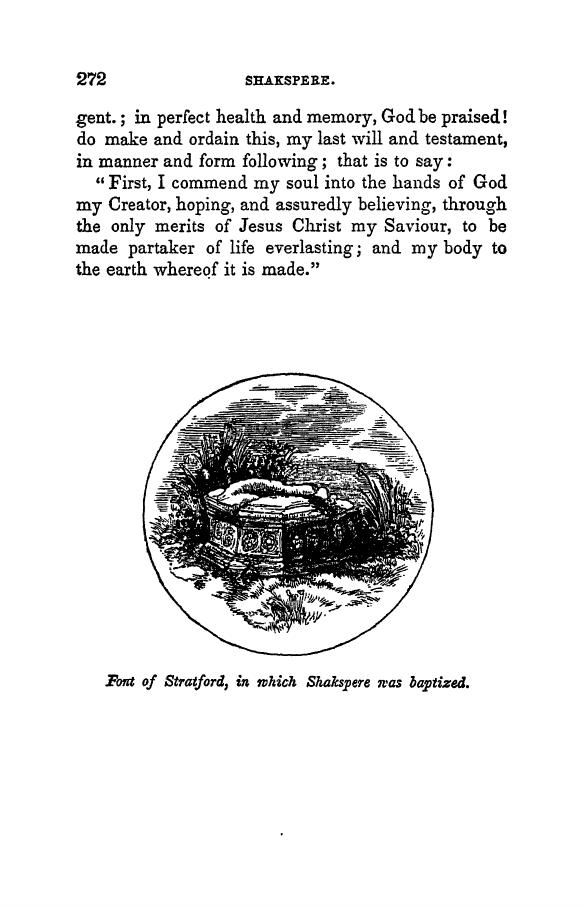 272 SHAKSPERE.
gent.; in perfect health and memory, God be praised!
do make and ordain this, my last will and testament,
in manner and form following; that is to say:
"First, I commend my soul into the hands of God
my Creator, hoping, and assuredly believing, through
the only merits of Jesus Christ my Saviour, to be
made partaker of life everlasting; and my body to
the earth whereof it is made."
Font of Stratford, in which Shakspere was baptized.